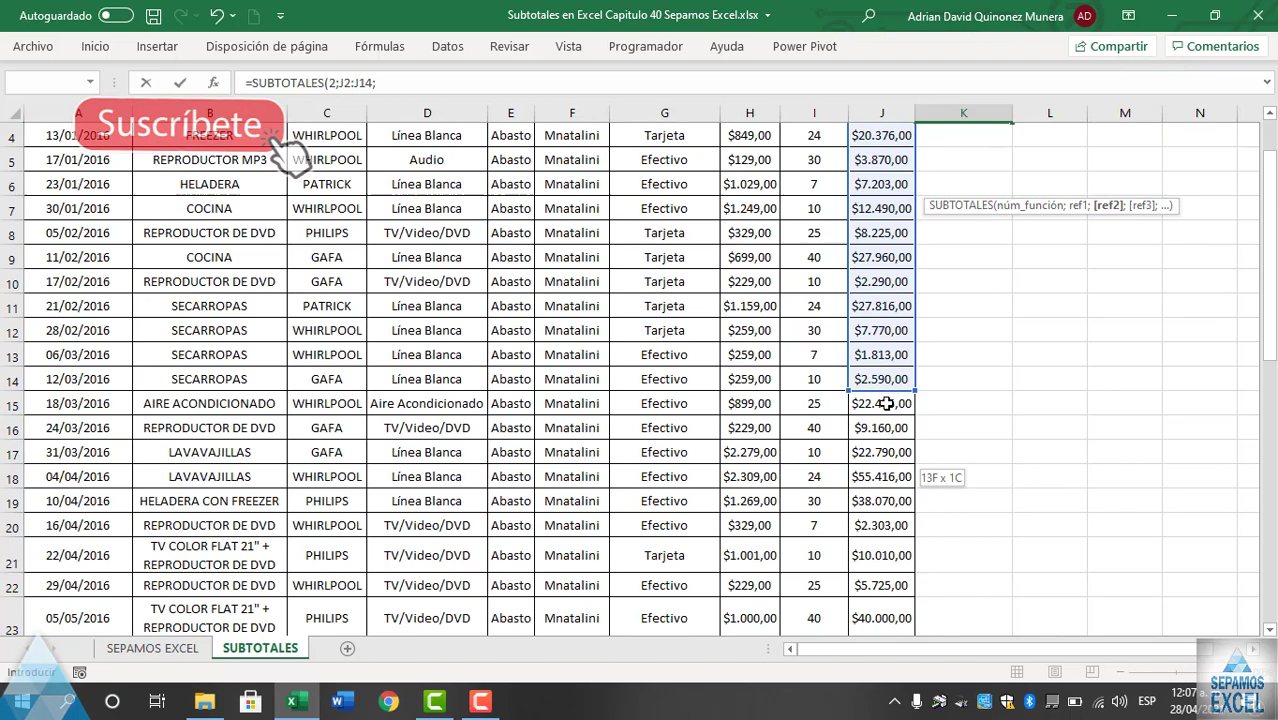 Autoguardado
Subtotales en Excel Capitulo 40 Sepamos Excel.xlsx
Adrian David Quinonez Munera
AD
Archivo Inicio Insertar Disposición de página Fórmulas Datos Revisar Vista Programador Ayuda Power Pivot Compartir Comentarios
fx =SUBTOTALES(2;J2:J14;
Suscríbete
A B C D E F G H I J K L M N
4 13/01/2016 FREEZER WHIRLPOOL Línea Blanca Abasto Mnatalini Tarjeta $849,00 24 $20.376,00
5 17/01/2016 REPRODUCTOR MP3 WHIRLPOOL Audio Abasto Mnatalini Efectivo $129,00 30 $3.870,00
6 23/01/2016 HELADERA PATRICK Línea Blanca Abasto Mnatalini Efectivo $1.029,00 7 $7.203,00
7 30/01/2016 COCINA WHIRLPOOL Línea Blanca Abasto Mnatalini Efectivo $1.249,00 10 $12.490,00
SUBTOTALES(núm_función; ref1; [ref2]; [ref3]; ...)
8 05/02/2016 REPRODUCTOR DE DVD PHILIPS TV/Video/DVD Abasto Mnatalini Tarjeta $329,00 25 $8.225,00
9 11/02/2016 COCINA GAFA Línea Blanca Abasto Mnatalini Tarjeta $699,00 40 $27.960,00
10 17/02/2016 REPRODUCTOR DE DVD GAFA TV/Video/DVD Abasto Mnatalini Tarjeta $229,00 10 $2.290,00
11 21/02/2016 SECARROPAS PATRICK Línea Blanca Abasto Mnatalini Tarjeta $1.159,00 24 $27.816,00
12 28/02/2016 SECARROPAS WHIRLPOOL Línea Blanca Abasto Mnatalini Tarjeta $259,00 30 $7.770,00
13 06/03/2016 SECARROPAS WHIRLPOOL Línea Blanca Abasto Mnatalini Efectivo $259,00 7 $1.813,00
14 12/03/2016 SECARROPAS GAFA Línea Blanca Abasto Mnatalini Efectivo $259,00 10 $2.590,00
15 18/03/2016 AIRE ACONDICIONADO WHIRLPOOL Aire Acondicionado Abasto Mnatalini Efectivo $899,00 25
16 24/03/2016 REPRODUCTOR DE DVD GAFA TV/Video/DVD Abasto Mnatalini Efectivo $229,00 40 $9.160,00
17 31/03/2016 LAVAVAJILLAS GAFA Línea Blanca Abasto Mnatalini Efectivo $2.279,00 10 $22.790,00
18 04/04/2016 LAVAVAJILLAS WHIRLPOOL Línea Blanca Abasto Mnatalini Efectivo $2.309,00 24 $55.416,00
13F x 1C
19 10/04/2016 HELADERA CON FREEZER PHILIPS Línea Blanca Abasto Mnatalini Efectivo $1.269,00 30 $38.070,00
20 16/04/2016 REPRODUCTOR DE DVD WHIRLPOOL TV/Video/DVD Abasto Mnatalini Efectivo $329,00 7 $2.303,00
TV COLOR FLAT 21" +
21 22/04/2016 REPRODUCTOR DE DVD PHILIPS TV/Video/DVD Abasto Mnatalini Tarjeta $1.001,00 10 $10.010,00
22 29/04/2016 REPRODUCTOR DE DVD WHIRLPOOL TV/Video/DVD Abasto Mnatalini Efectivo $229,00 25 $5.725,00
TV COLOR FLAT 21" +
23 05/05/2016 REPRODUCTOR DE DVD PHILIPS TV/Video/DVD Abasto Mnatalini Efectivo $1.000,00 40 $40.000,00
SEPAMOS EXCEL SUBTOTALES
Introducir
ESP
12:07 a.m.
28/04/
SEPAMOS
EXCEL